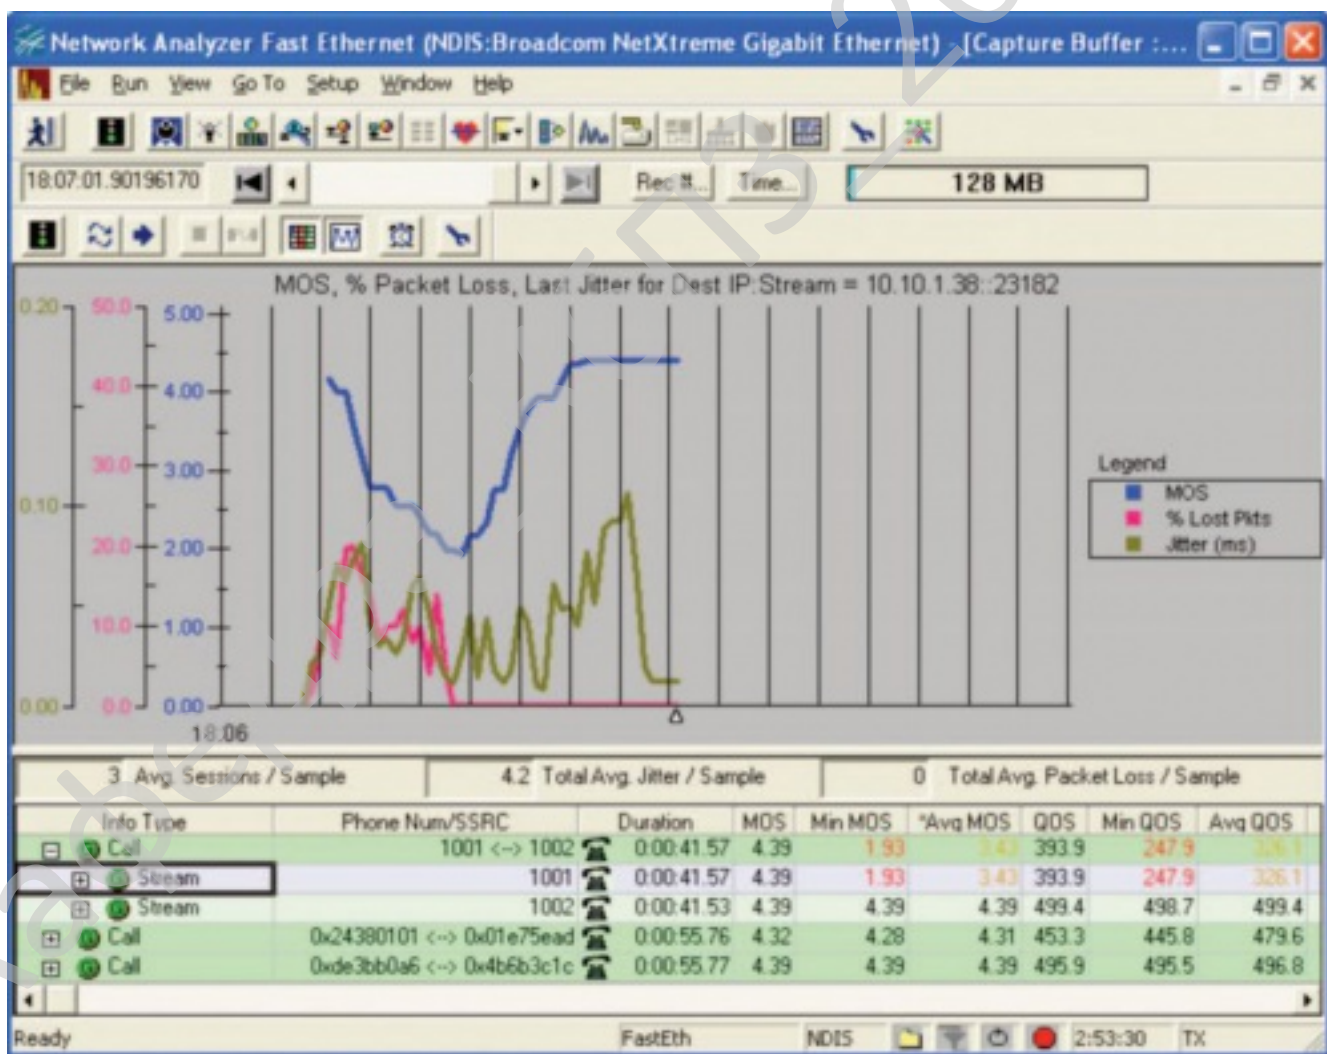 Network Analyzer Fast Ethernet (NDIS:Broadcom NetXtreme Gigabit Ethernet) - [Capture Buffer :...
File Run View Go To Setup Window Help
18:07:01.90196170 Rec #... Time... 128 MB
MOS, % Packet Loss, Last Jitter for Dest IP:Stream = 10.10.1.38::23182
0.20 50.0 5.00
40.0 4.00
30.0 3.00
0.10
20.0 2.00
10.0 1.00
0.00 0.0 0.00
18:06
Legend
MOS
% Lost Pkts
Jitter (ms)
3 Avg. Sessions / Sample 4.2 Total Avg. Jitter / Sample 0 Total Avg. Packet Loss / Sample
Info Type Phone Num/SSRC Duration MOS Min MOS *Avg MOS QOS Min QOS Avg QOS
Call 1001 <--> 1002 0:00:41.57 4.39 1.93 3.43 393.9 247.9 326.1
Stream 1001 0:00:41.57 4.39 1.93 3.43 393.9 247.9 326.1
Stream 1002 0:00:41.53 4.39 4.39 4.39 499.4 498.7 499.4
Call 0x24380101 <--> 0x01e75ead 0:00:55.76 4.32 4.28 4.31 453.3 445.8 479.6
Call 0xde3bb0a6 <--> 0x4b6b3c1c 0:00:55.77 4.39 4.39 4.39 495.9 495.5 496.8
Ready FastEth NDIS 2:53:30 TX